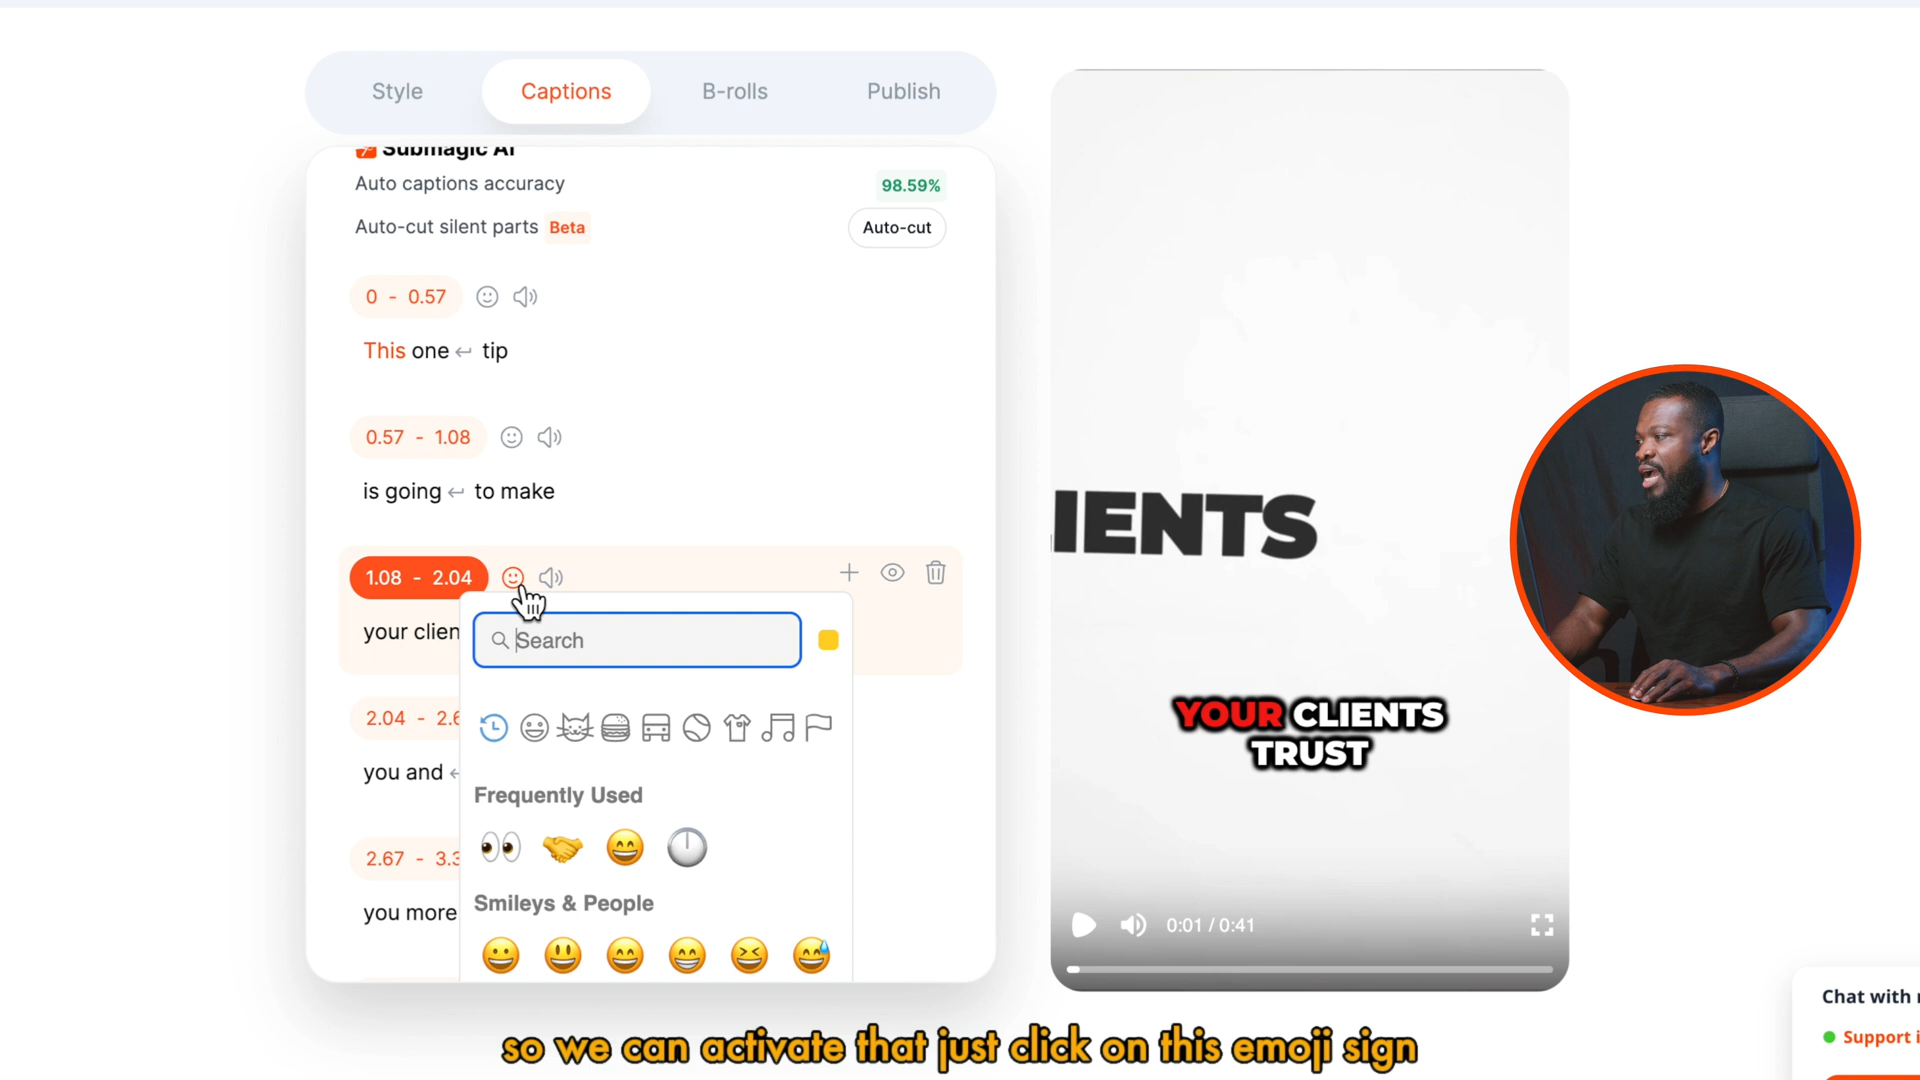 Style Captions B-rolls Publish
Submagic AI
Auto captions accuracy 98.59%
Auto-cut silent parts Beta Auto-cut
0 - 0.57
This one ↩ tip
0.57 - 1.08
is going ↩ to make
1.08 - 2.04
your clien
Search
2.04 - 2.6
you and
Frequently Used
2.67 - 3.3
you more
Smileys & People
IENTS
YOUR CLIENTS
TRUST
0:01 / 0:41
Chat with
Support i
so we can activate that just click on this emoji sign